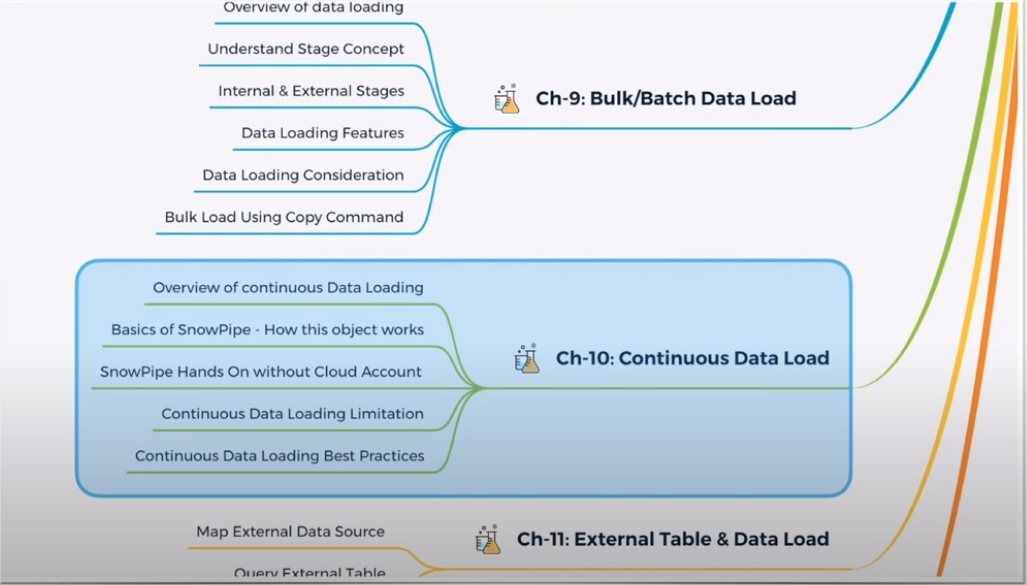 Overview of data loading
Understand Stage Concept
Internal & External Stages
Data Loading Features
Data Loading Consideration
Bulk Load Using Copy Command
Ch-9: Bulk/Batch Data Load
Overview of continuous Data Loading
Basics of SnowPipe - How this object works
SnowPipe Hands On without Cloud Account
Continuous Data Loading Limitation
Continuous Data Loading Best Practices
Ch-10: Continuous Data Load
Map External Data Source
Query External Table
Ch-11: External Table & Data Load